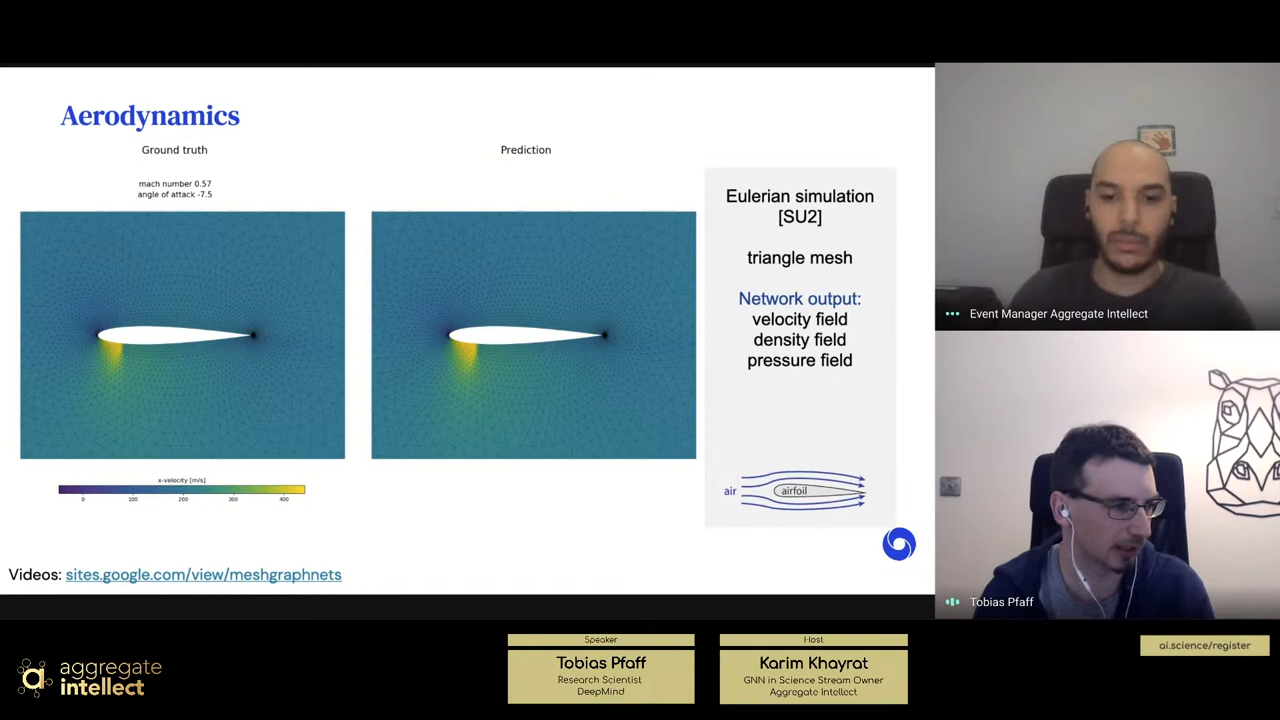 Aerodynamics
Ground truth
Prediction
mach number 0.57
angle of attack -7.5
Eulerian simulation
[SU2]
triangle mesh
Network output:
velocity field
density field
pressure field
air
airfoil
x-velocity [m/s]
0 100 200 300 400
Videos: sites.google.com/view/meshgraphnets
Event Manager Aggregate Intellect
Tobias Pfaff
aggregate
intellect
Speaker
Tobias Pfaff
Research Scientist
DeepMind
Host
Karim Khayrat
GNN in Science Stream Owner
Aggregate Intellect
ai.science/register